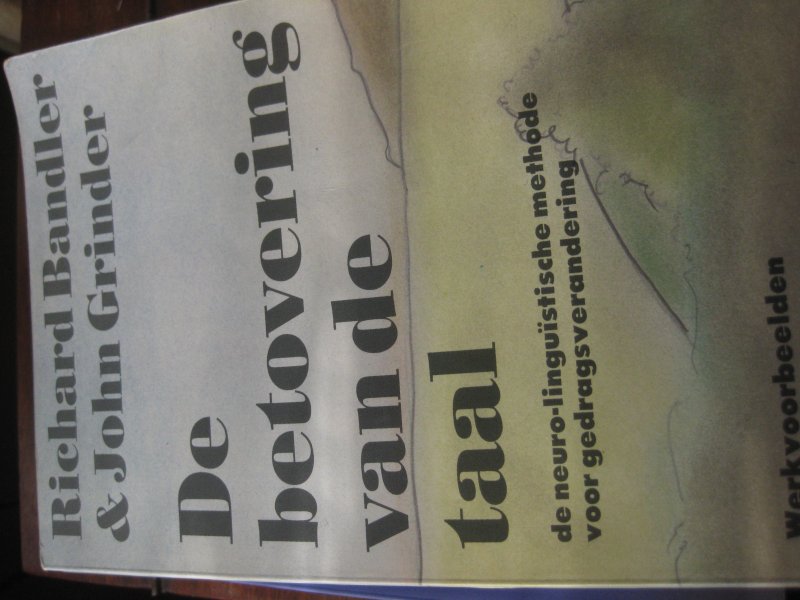 Richard Bandler
& John Grinder
De
betovering
van de
taal
de neuro-linguïstische methode
voor gedragsverandering
Werkvoorbeelden